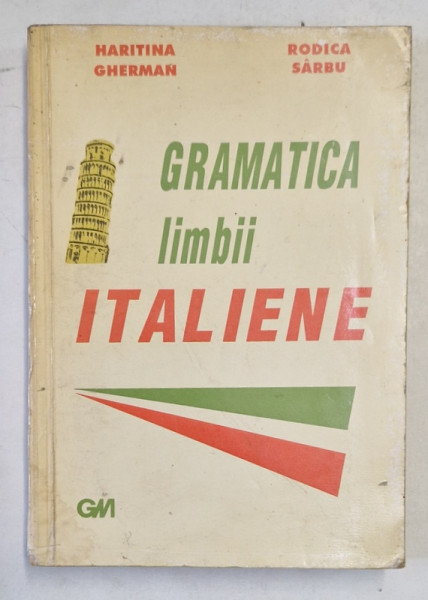 HARITINA
GHERMAN
RODICA
SÂRBU
GRAMATICA
limbii
ITALIENE
GM